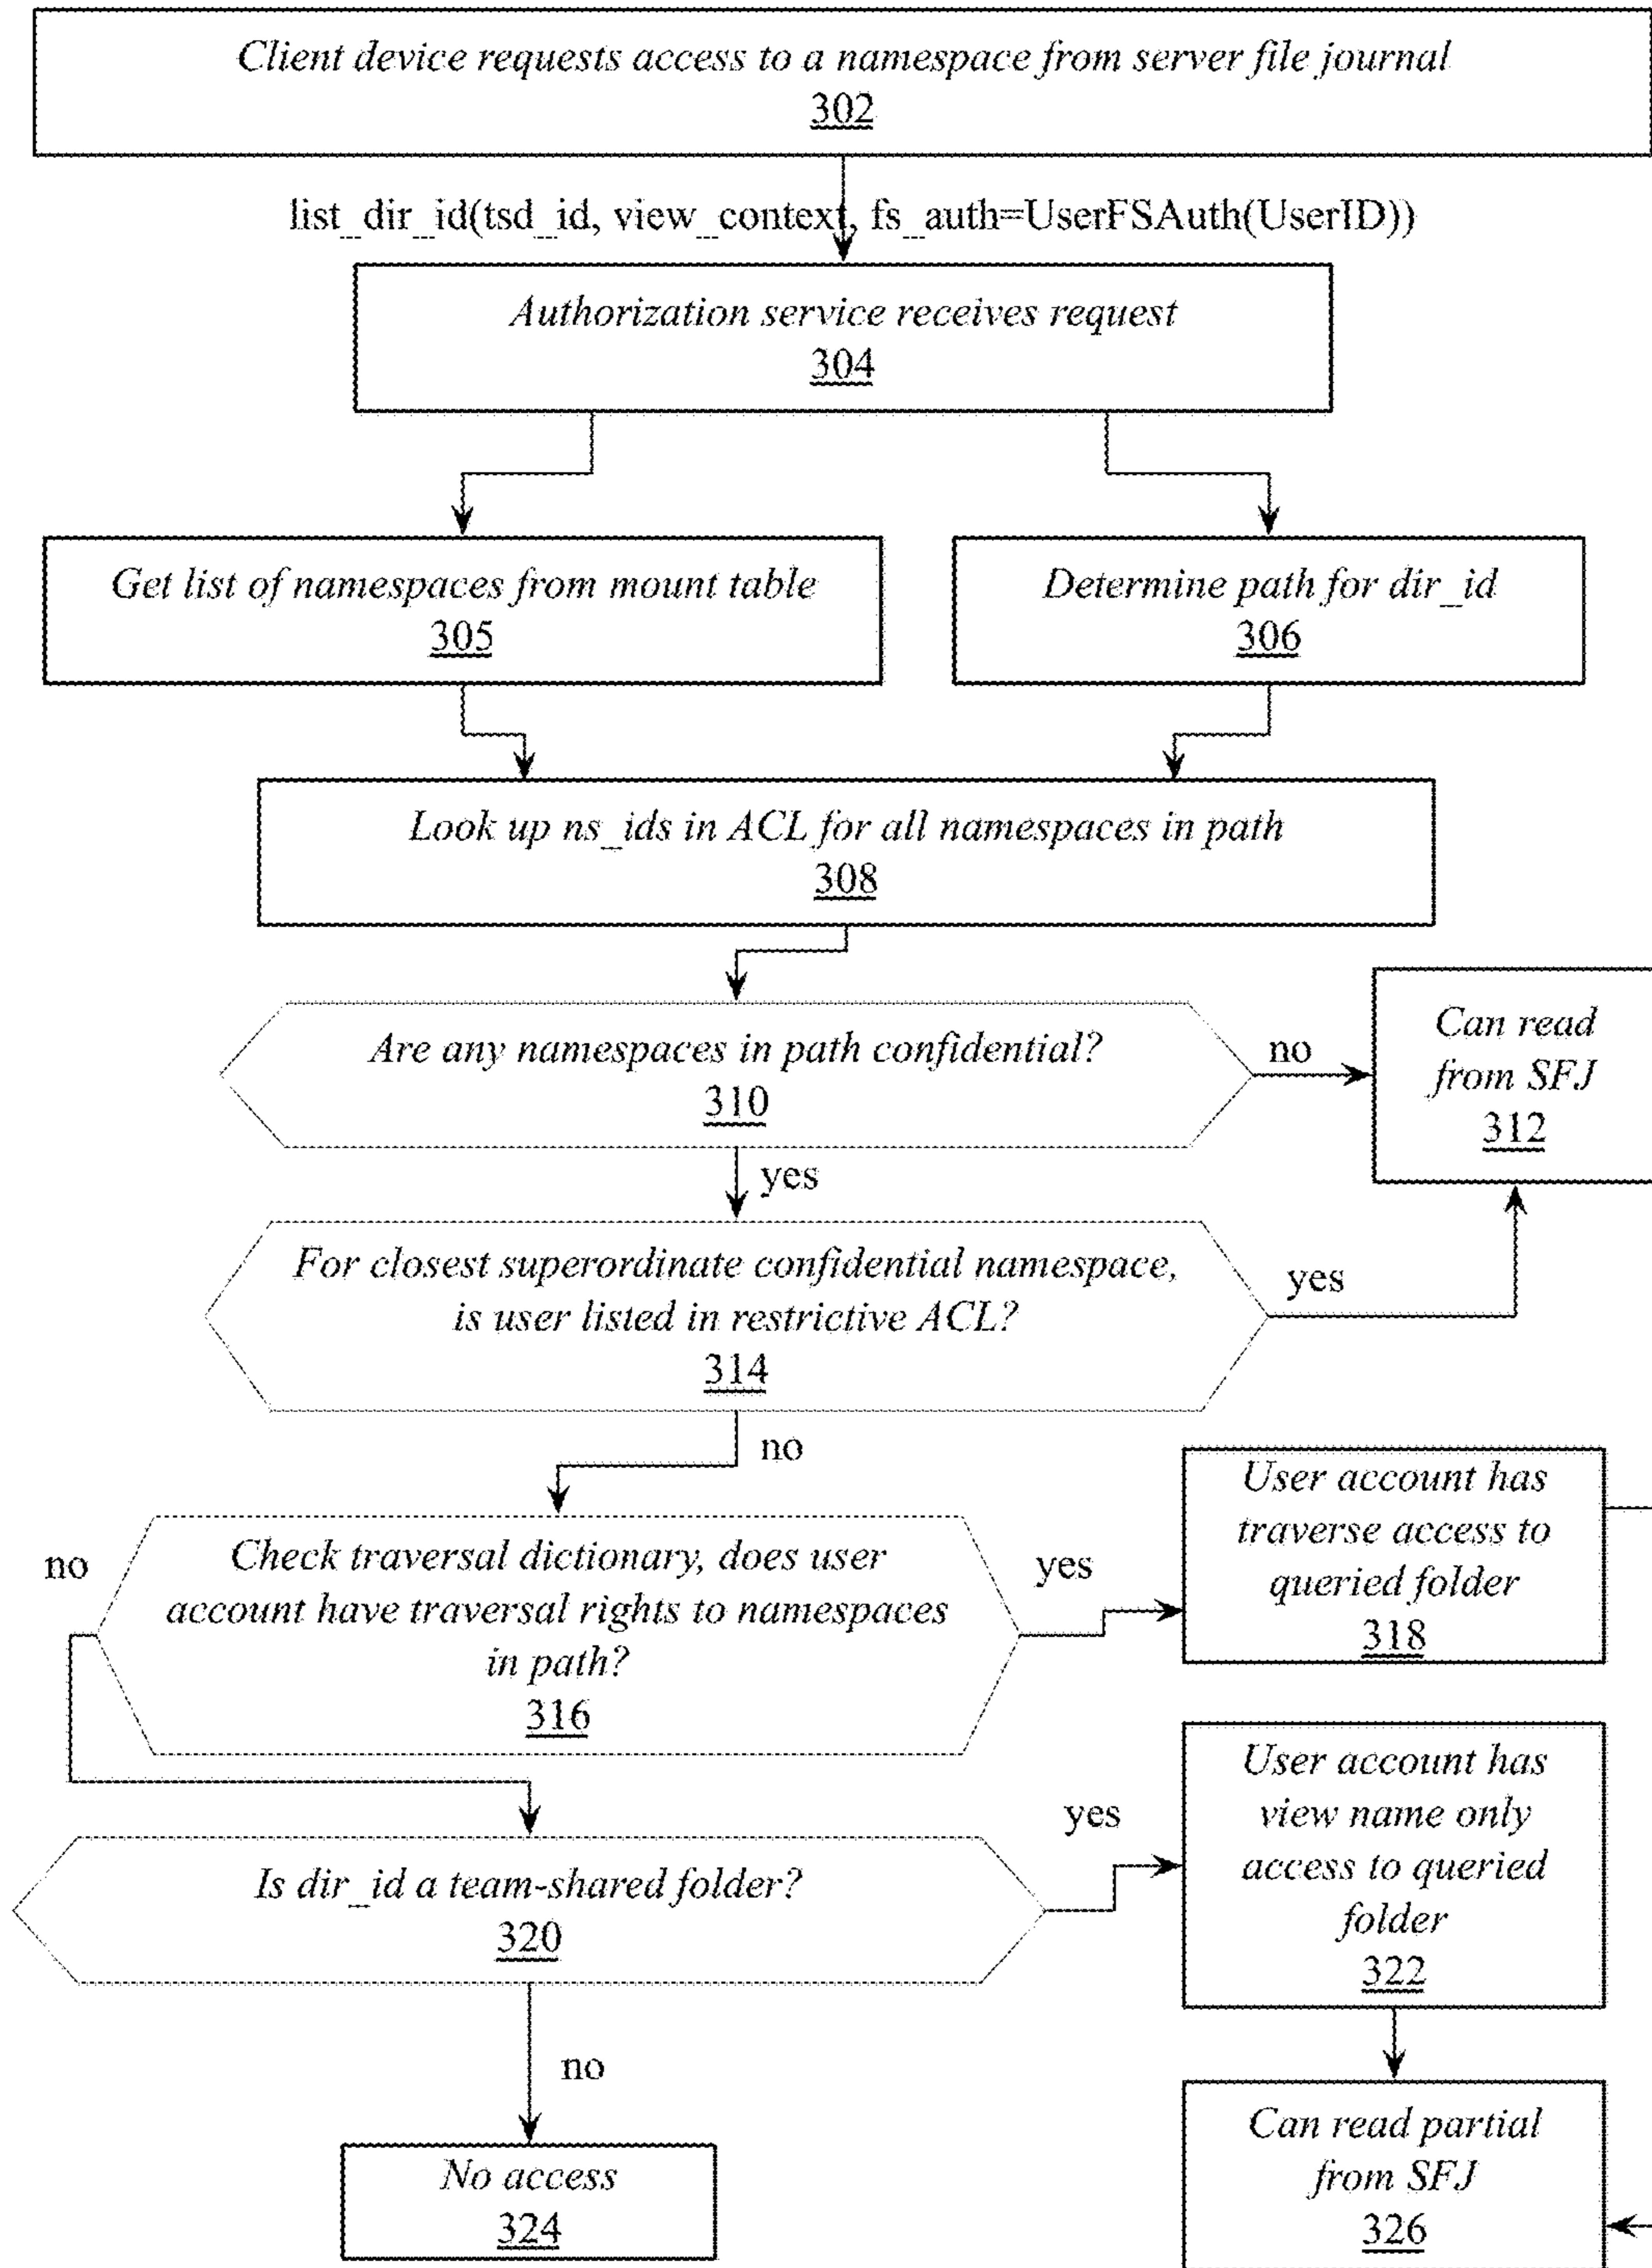 Client device requests access to a namespace from server file journal
302
list_dir_id(tsd_id, view_context, fs_auth=UserFSAuth(UserID))
Authorization service receives request
304
Get list of namespaces from mount table
305
Determine path for dir_id
306
Look up ns_ids in ACL for all namespaces in path
308
Are any namespaces in path confidential?
310
no
Can read
from SFJ
312
yes
For closest superordinate confidential namespace,
is user listed in restrictive ACL?
314
yes
no
Check traversal dictionary, does user
account have traversal rights to namespaces
in path?
316
no
yes
User account has
traverse access to
queried folder
318
Is dir_id a team-shared folder?
320
yes
User account has
view name only
access to queried
folder
322
no
No access
324
Can read partial
from SFJ
326